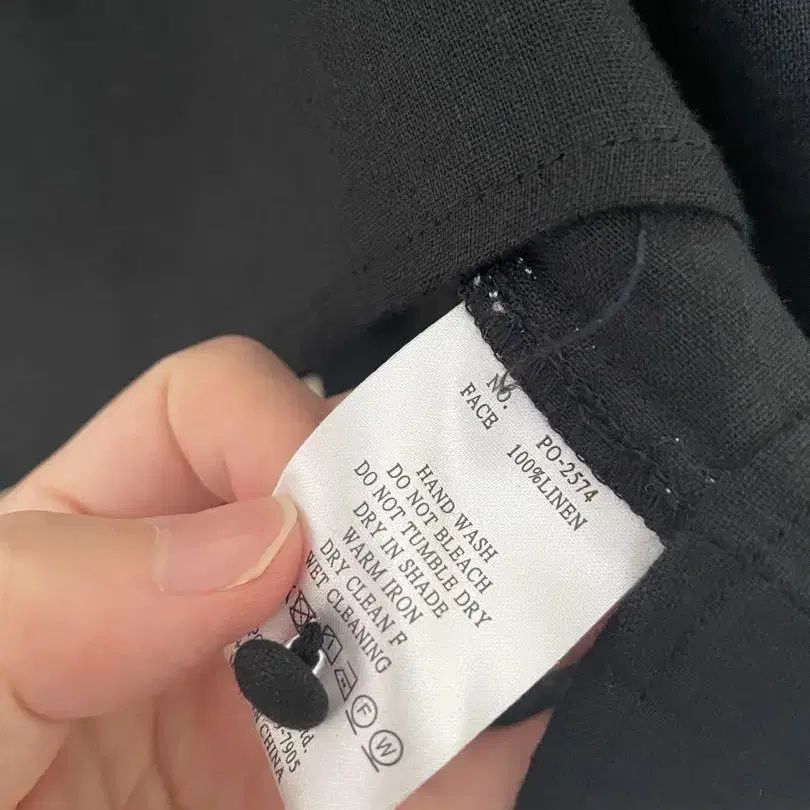 No. PO-2574
FACE 100%LINEN
HAND WASH
DO NOT BLEACH
DO NOT TUMBLE DRY
DRY IN SHADE
WARM IRON
DRY CLEAN F
WET CLEANING
F W
-7905
CHINA